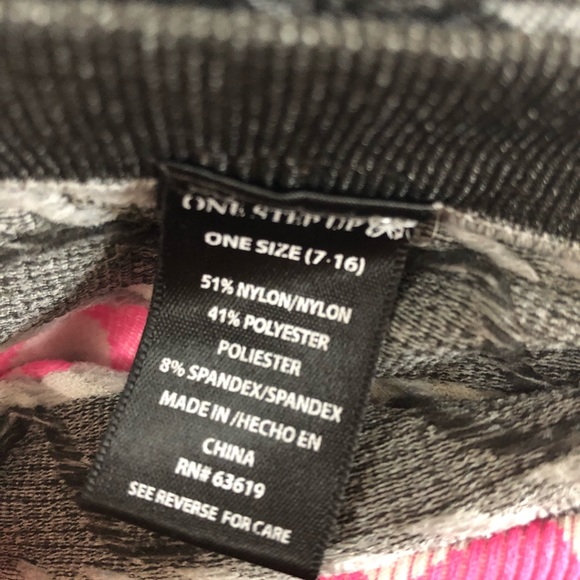 ONE STEP UP
ONE SIZE (7-16)
51% NYLON/NYLON
41% POLYESTER
POLIESTER
8% SPANDEX/SPANDEX
MADE IN /HECHO EN
CHINA
RN# 63619
SEE REVERSE FOR CARE